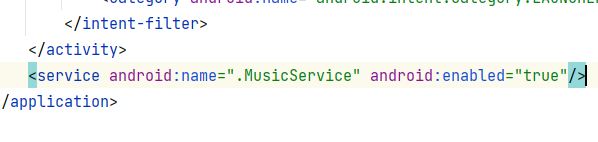 </intent-filter>
</activity>
<service android:name=".MusicService" android:enabled="true"/>
/application>